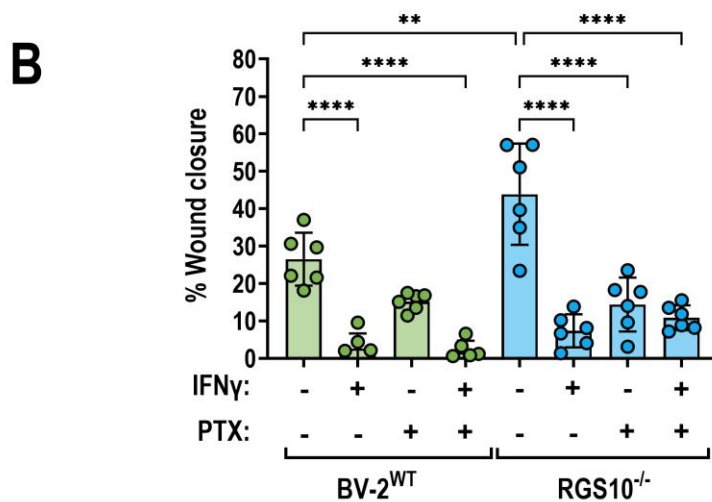 B
**
****
****
****
****
****
% Wound closure
80
70
60
50
40
30
20
10
0
IFNγ: - + - + - + - +
PTX: - - + + - - + +
BV-2WT
RGS10-/-